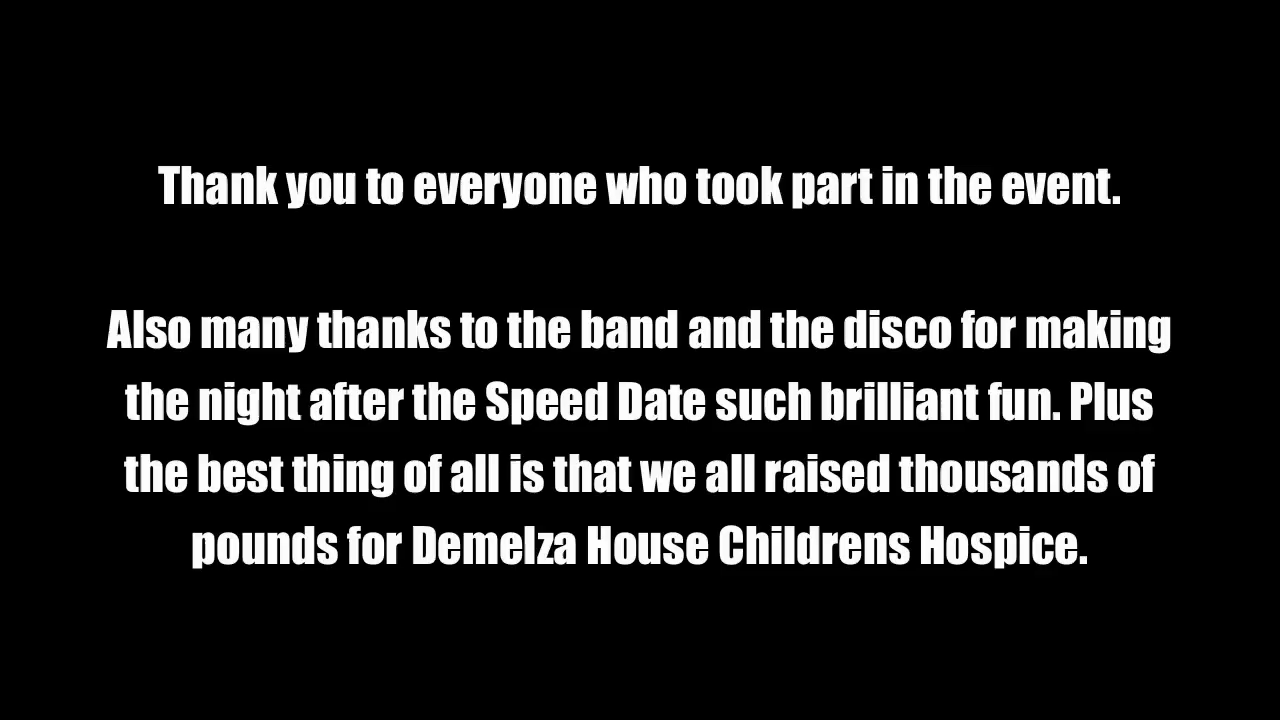 Thank you to everyone who took part in the event.
Also many thanks to the band and the disco for making
the night after the Speed Date such brilliant fun. Plus
the best thing of all is that we all raised thousands of
pounds for Demelza House Childrens Hospice.